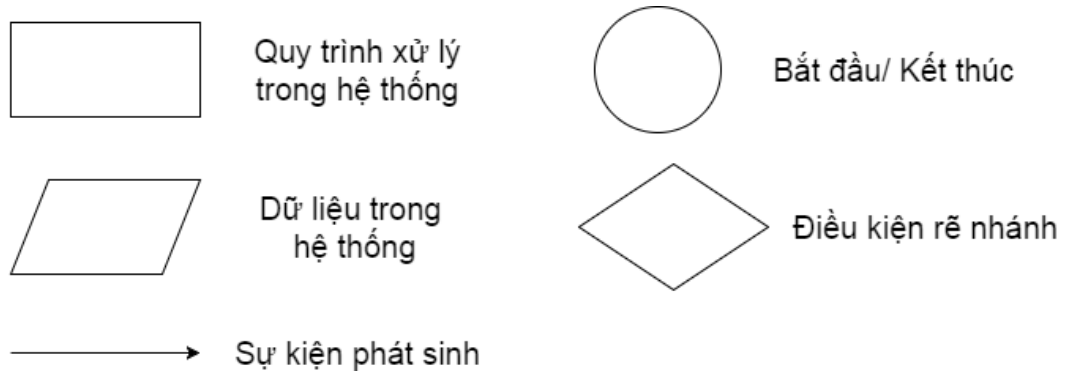 Quy trình xử lý
trong hệ thống
Bắt đầu/ Kết thúc
Dữ liệu trong
hệ thống
Điều kiện rẽ nhánh
Sự kiện phát sinh